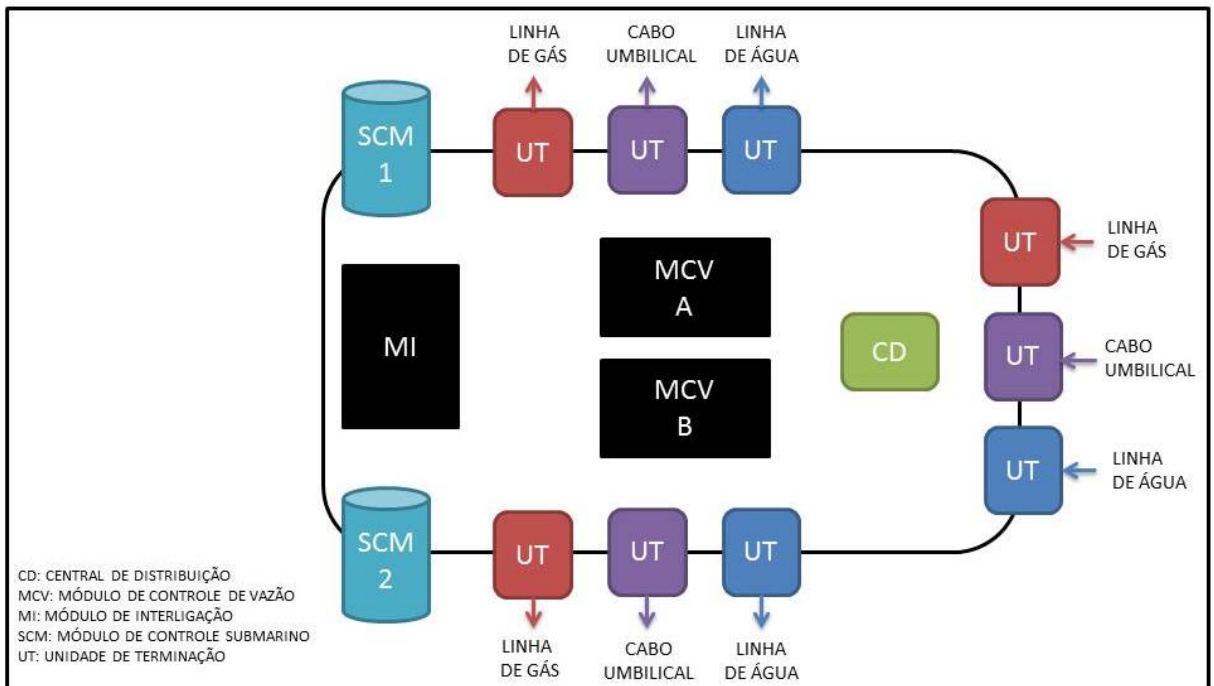 LINHA
DE GÁS
CABO
UMBILICAL
LINHA
DE ÁGUA
SCM
1
UT
UT
UT
UT
LINHA
DE GÁS
MCV
A
MI
CD
UT
CABO
UMBILICAL
MCV
B
UT
LINHA
DE ÁGUA
SCM
2
UT
UT
UT
CD: CENTRAL DE DISTRIBUIÇÃO
MCV: MÓDULO DE CONTROLE DE VAZÃO
MI: MÓDULO DE INTERLIGAÇÃO
SCM: MÓDULO DE CONTROLE SUBMARINO
UT: UNIDADE DE TERMINAÇÃO
LINHA
DE GÁS
CABO
UMBILICAL
LINHA
DE ÁGUA